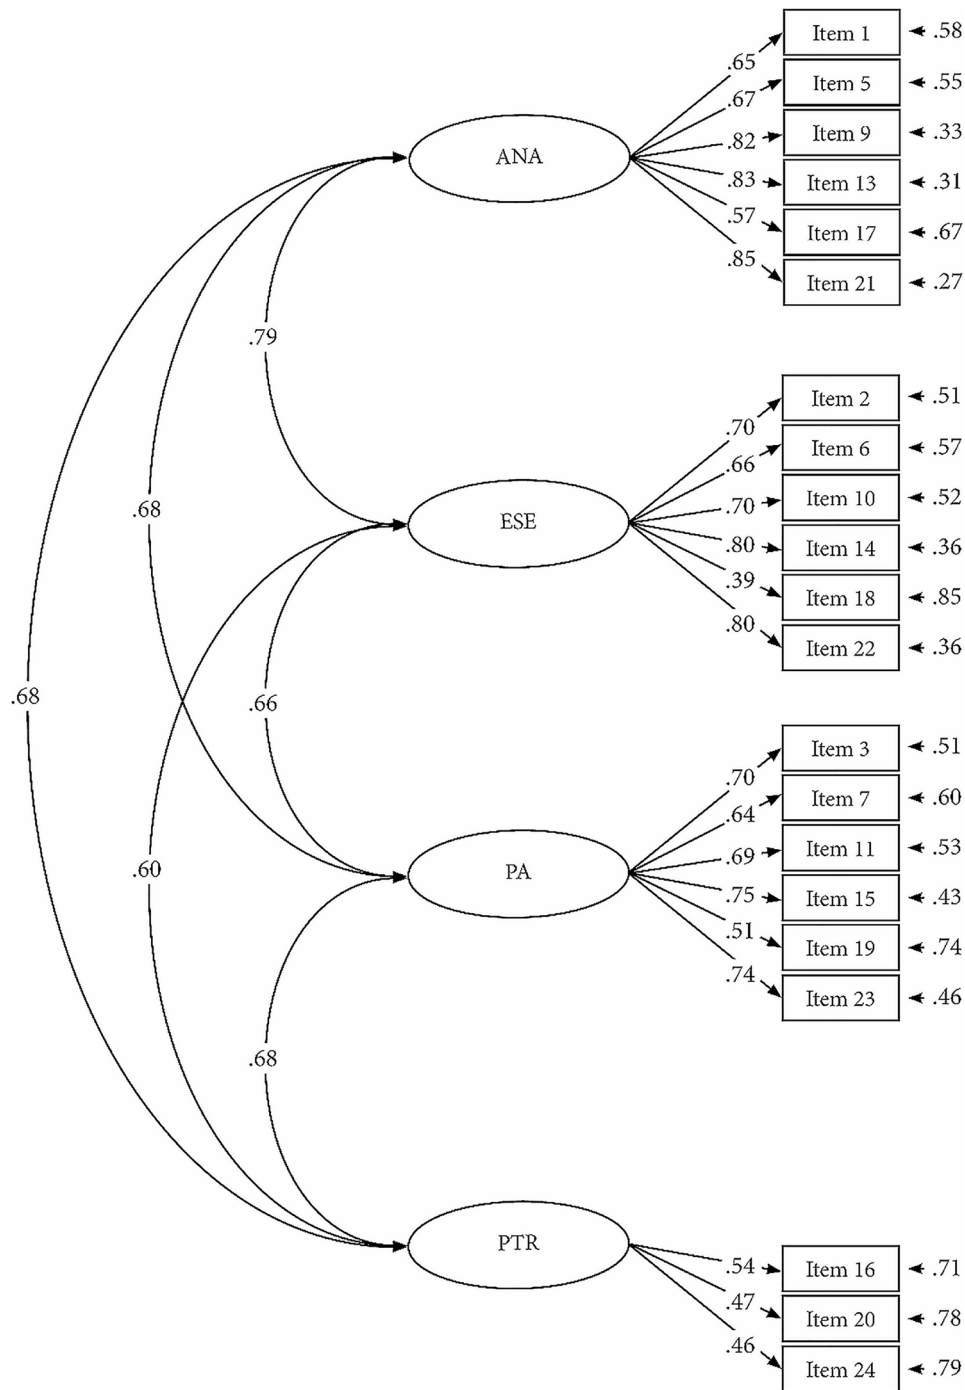 Item 1 .58
.65
Item 5 .55
.67
Item 9 .33
.82
ANA
Item 13 .31
.83
Item 17 .67
.57
Item 21 .27
.85
.79
Item 2 .51
.70
Item 6 .57
.66
Item 10 .52
.70
.68
ESE
Item 14 .36
.80
Item 18 .85
.39
Item 22 .36
.80
.68
.66
Item 3 .51
.70
Item 7 .60
.64
Item 11 .53
.69
.60
PA
Item 15 .43
.75
Item 19 .74
.51
Item 23 .46
.74
.68
PTR
Item 16 .71
.54
Item 20 .78
.47
Item 24 .79
.46